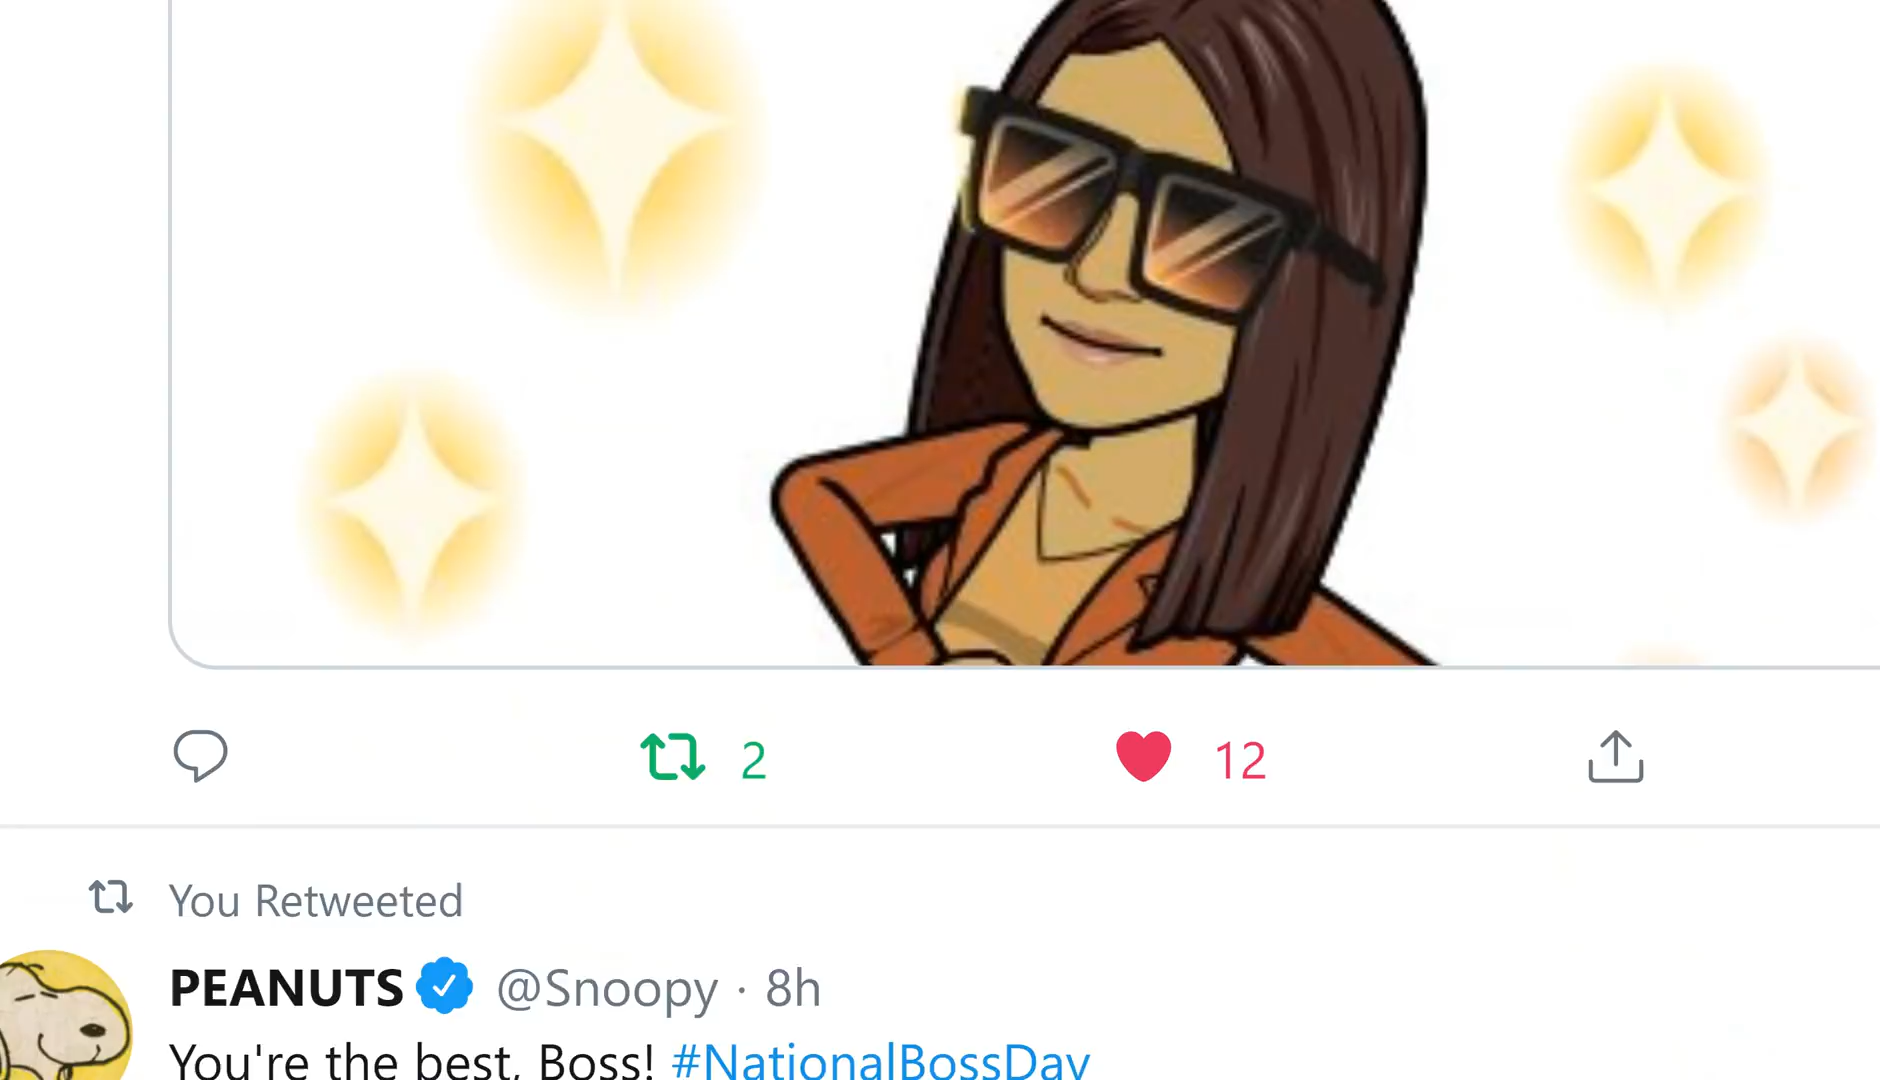 2
12
You Retweeted
PEANUTS @Snoopy · 8h
You're the best, Boss! #NationalBossDay